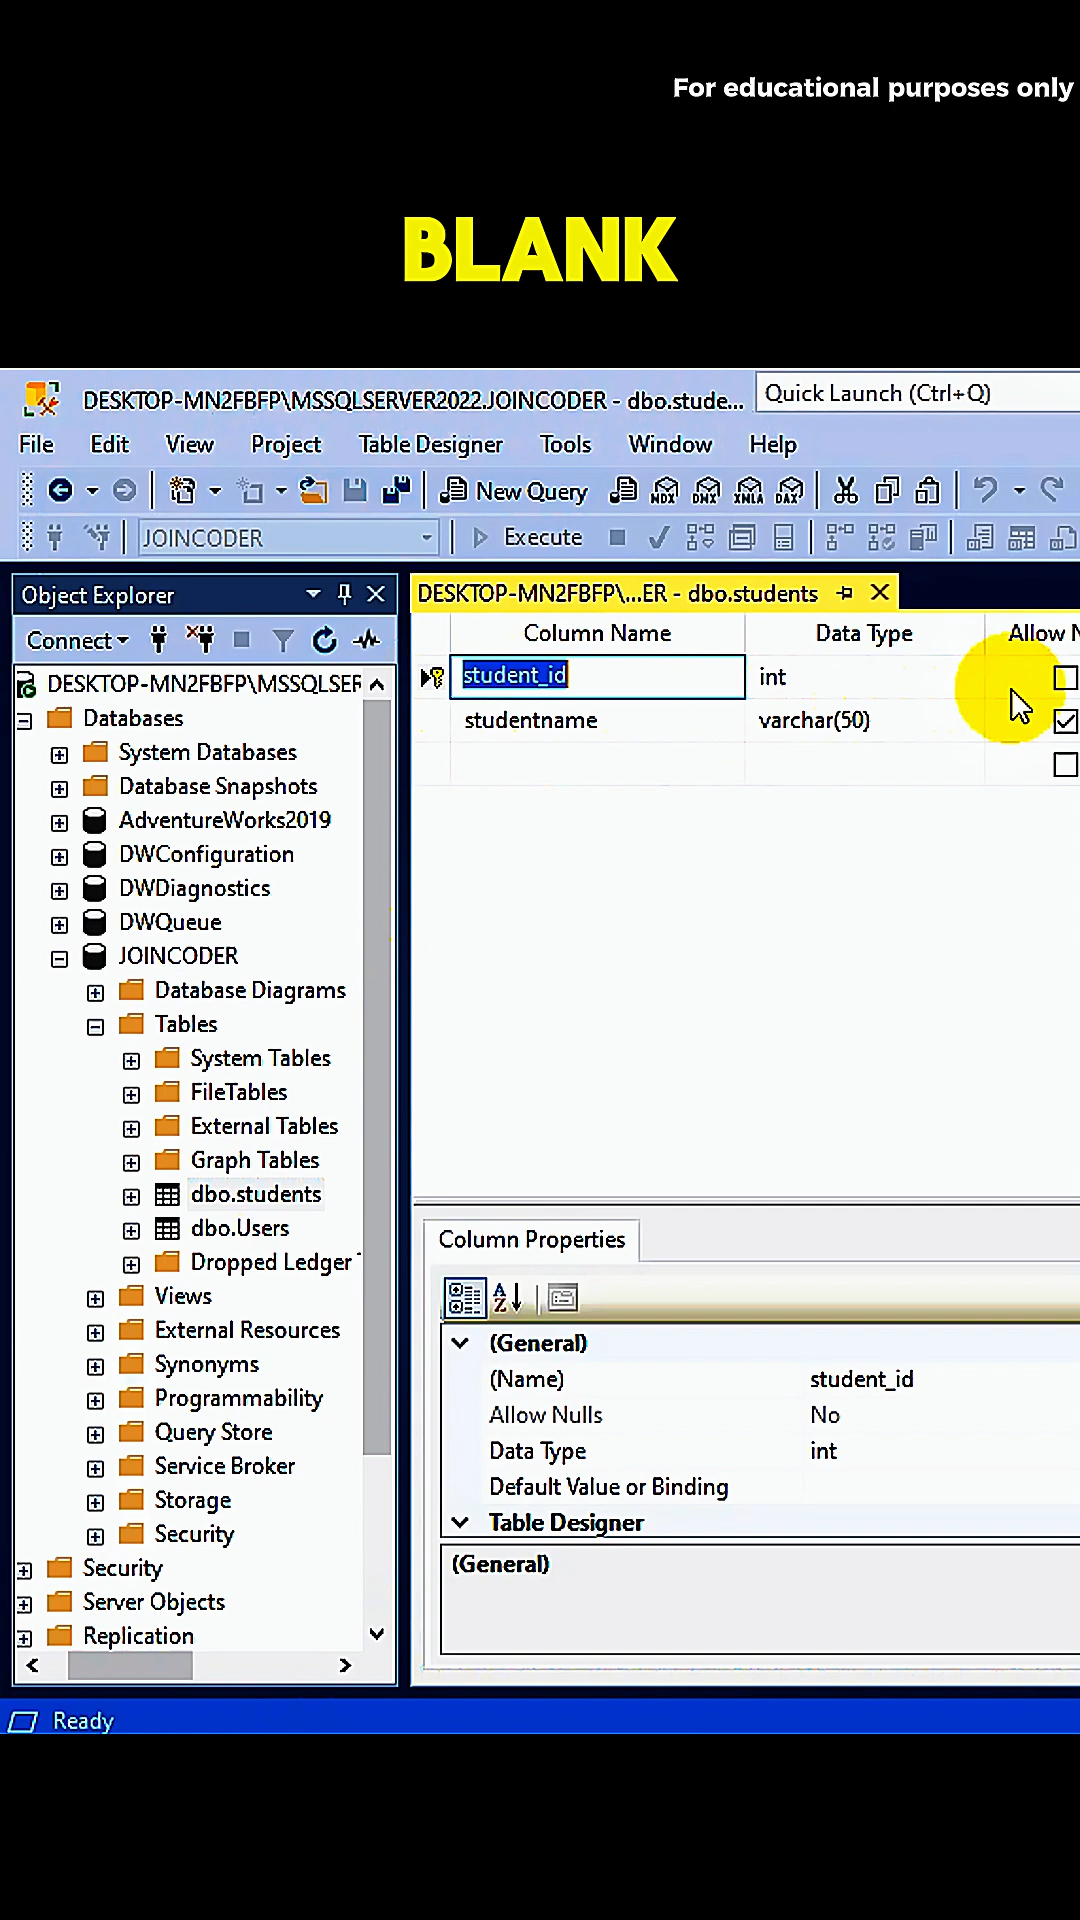 For educational purposes only
BLANK
DESKTOP-MN2FBFP\MSSQLSERVER2022.JOINCODER - dbo.stude...
Quick Launch (Ctrl+Q)
File Edit View Project Table Designer Tools Window Help
New Query MDX DMX XMLA DAX
JOINCODER Execute
Object Explorer
DESKTOP-MN2FBFP\...ER - dbo.students
Connect
Column Name Data Type Allow N
student_id int
studentname varchar(50)
DESKTOP-MN2FBFP\MSSQLSER
Databases
System Databases
Database Snapshots
AdventureWorks2019
DWConfiguration
DWDiagnostics
DWQueue
JOINCODER
Database Diagrams
Tables
System Tables
FileTables
External Tables
Graph Tables
dbo.students
dbo.Users
Dropped Ledger
Views
External Resources
Synonyms
Programmability
Query Store
Service Broker
Storage
Security
Security
Server Objects
Replication
Column Properties
A
Z
(General)
(Name) student_id
Allow Nulls No
Data Type int
Default Value or Binding
Table Designer
(General)
Ready